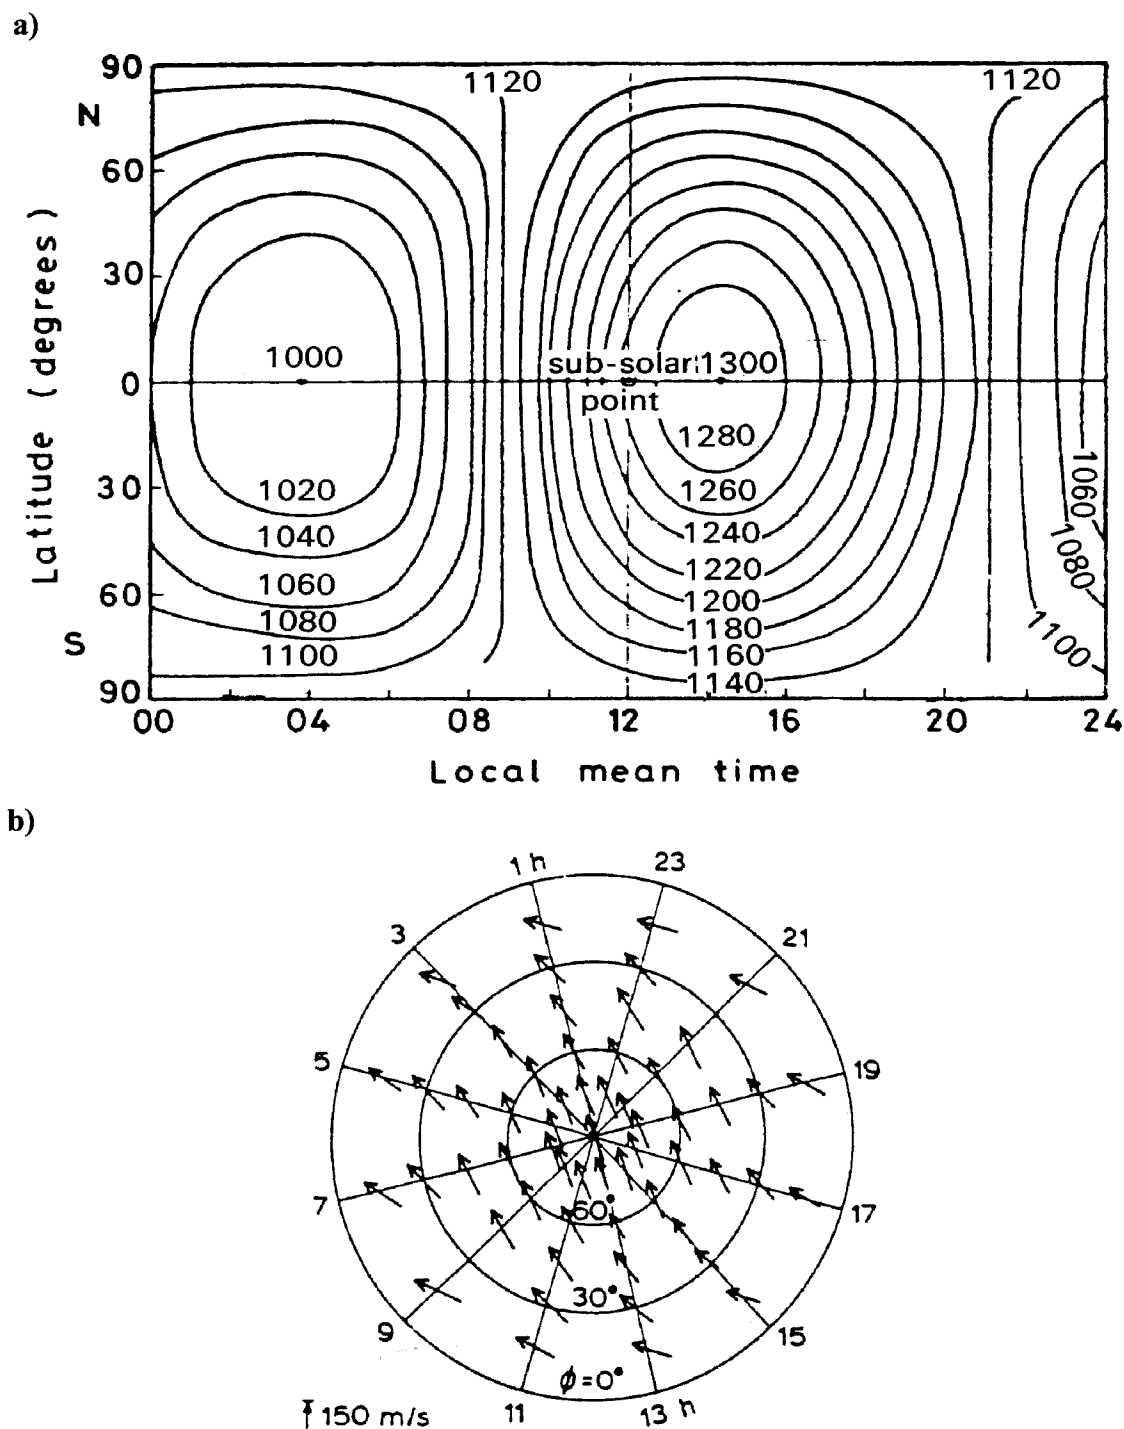 a)
90
1120
1120
N
60
30
1000
sub-solar 1300
0
point
1280
1020
1260
30
1060
1040
1240
1080
1060
1220
60
1200
1080
1180
1100
S
1100
1160
1140
90
00 04 08 12 16 20 24
Latitude (degrees)
Local mean time
b)
1 h
23
3
21
5
19
60°
7
17
30°
9
15
ϕ=0°
150 m/s
11
13 h